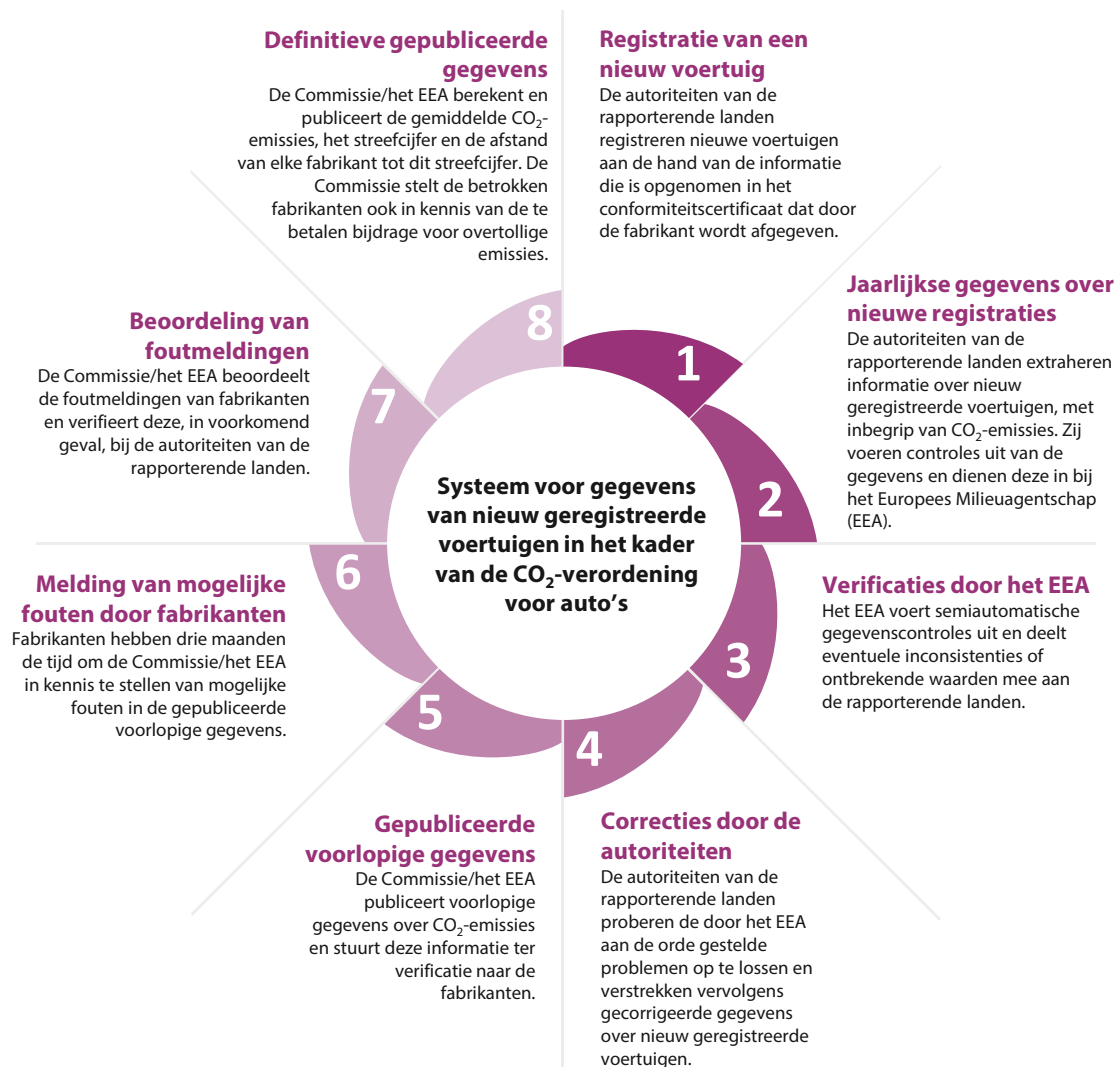 Registratie van een
nieuw voertuig
De autoriteiten van de
rapporterende landen
registreren nieuwe voertuigen
aan de hand van de informatie
die is opgenomen in het
conformiteitscertificaat dat door
de fabrikant wordt afgegeven.
1
Jaarlijkse gegevens over
nieuwe registraties
De autoriteiten van de
rapporterende landen extraheren
informatie over nieuw
geregistreerde voertuigen, met
inbegrip van CO₂-emissies. Zij
voeren controles uit van de
gegevens en dienen deze in bij
het Europees Milieuagentschap
(EEA).
2
Verificaties door het EEA
Het EEA voert semiautomatische
gegevenscontroles uit en deelt
eventuele inconsistenties of
ontbrekende waarden mee aan
de rapporterende landen.
3
Correcties door de
autoriteiten
De autoriteiten van de
rapporterende landen
proberen de door het EEA
aan de orde gestelde
problemen op te lossen en
verstrekken vervolgens
gecorrigeerde gegevens
over nieuw geregistreerde
voertuigen.
4
Gepubliceerde
voorlopige gegevens
De Commissie/het EEA
publiceert voorlopige
gegevens over CO₂-emissies
en stuurt deze informatie ter
verificatie naar de
fabrikanten.
5
Melding van mogelijke
fouten door fabrikanten
Fabrikanten hebben drie maanden
de tijd om de Commissie/het EEA
in kennis te stellen van mogelijke
fouten in de gepubliceerde
voorlopige gegevens.
6
Beoordeling van
foutmeldingen
De Commissie/het EEA beoordeelt
de foutmeldingen van fabrikanten
en verifieert deze, in voorkomend
geval, bij de autoriteiten van de
rapporterende landen.
7
Definitieve gepubliceerde
gegevens
De Commissie/het EEA berekent en
publiceert de gemiddelde CO₂-
emissies, het streefcijfer en de afstand
van elke fabrikant tot dit streefcijfer. De
Commissie stelt de betrokken
fabrikanten ook in kennis van de te
betalen bijdrage voor overtollige
emissies.
8
Systeem voor gegevens
van nieuw geregistreerde
voertuigen in het kader
van de CO₂-verordening
voor auto's